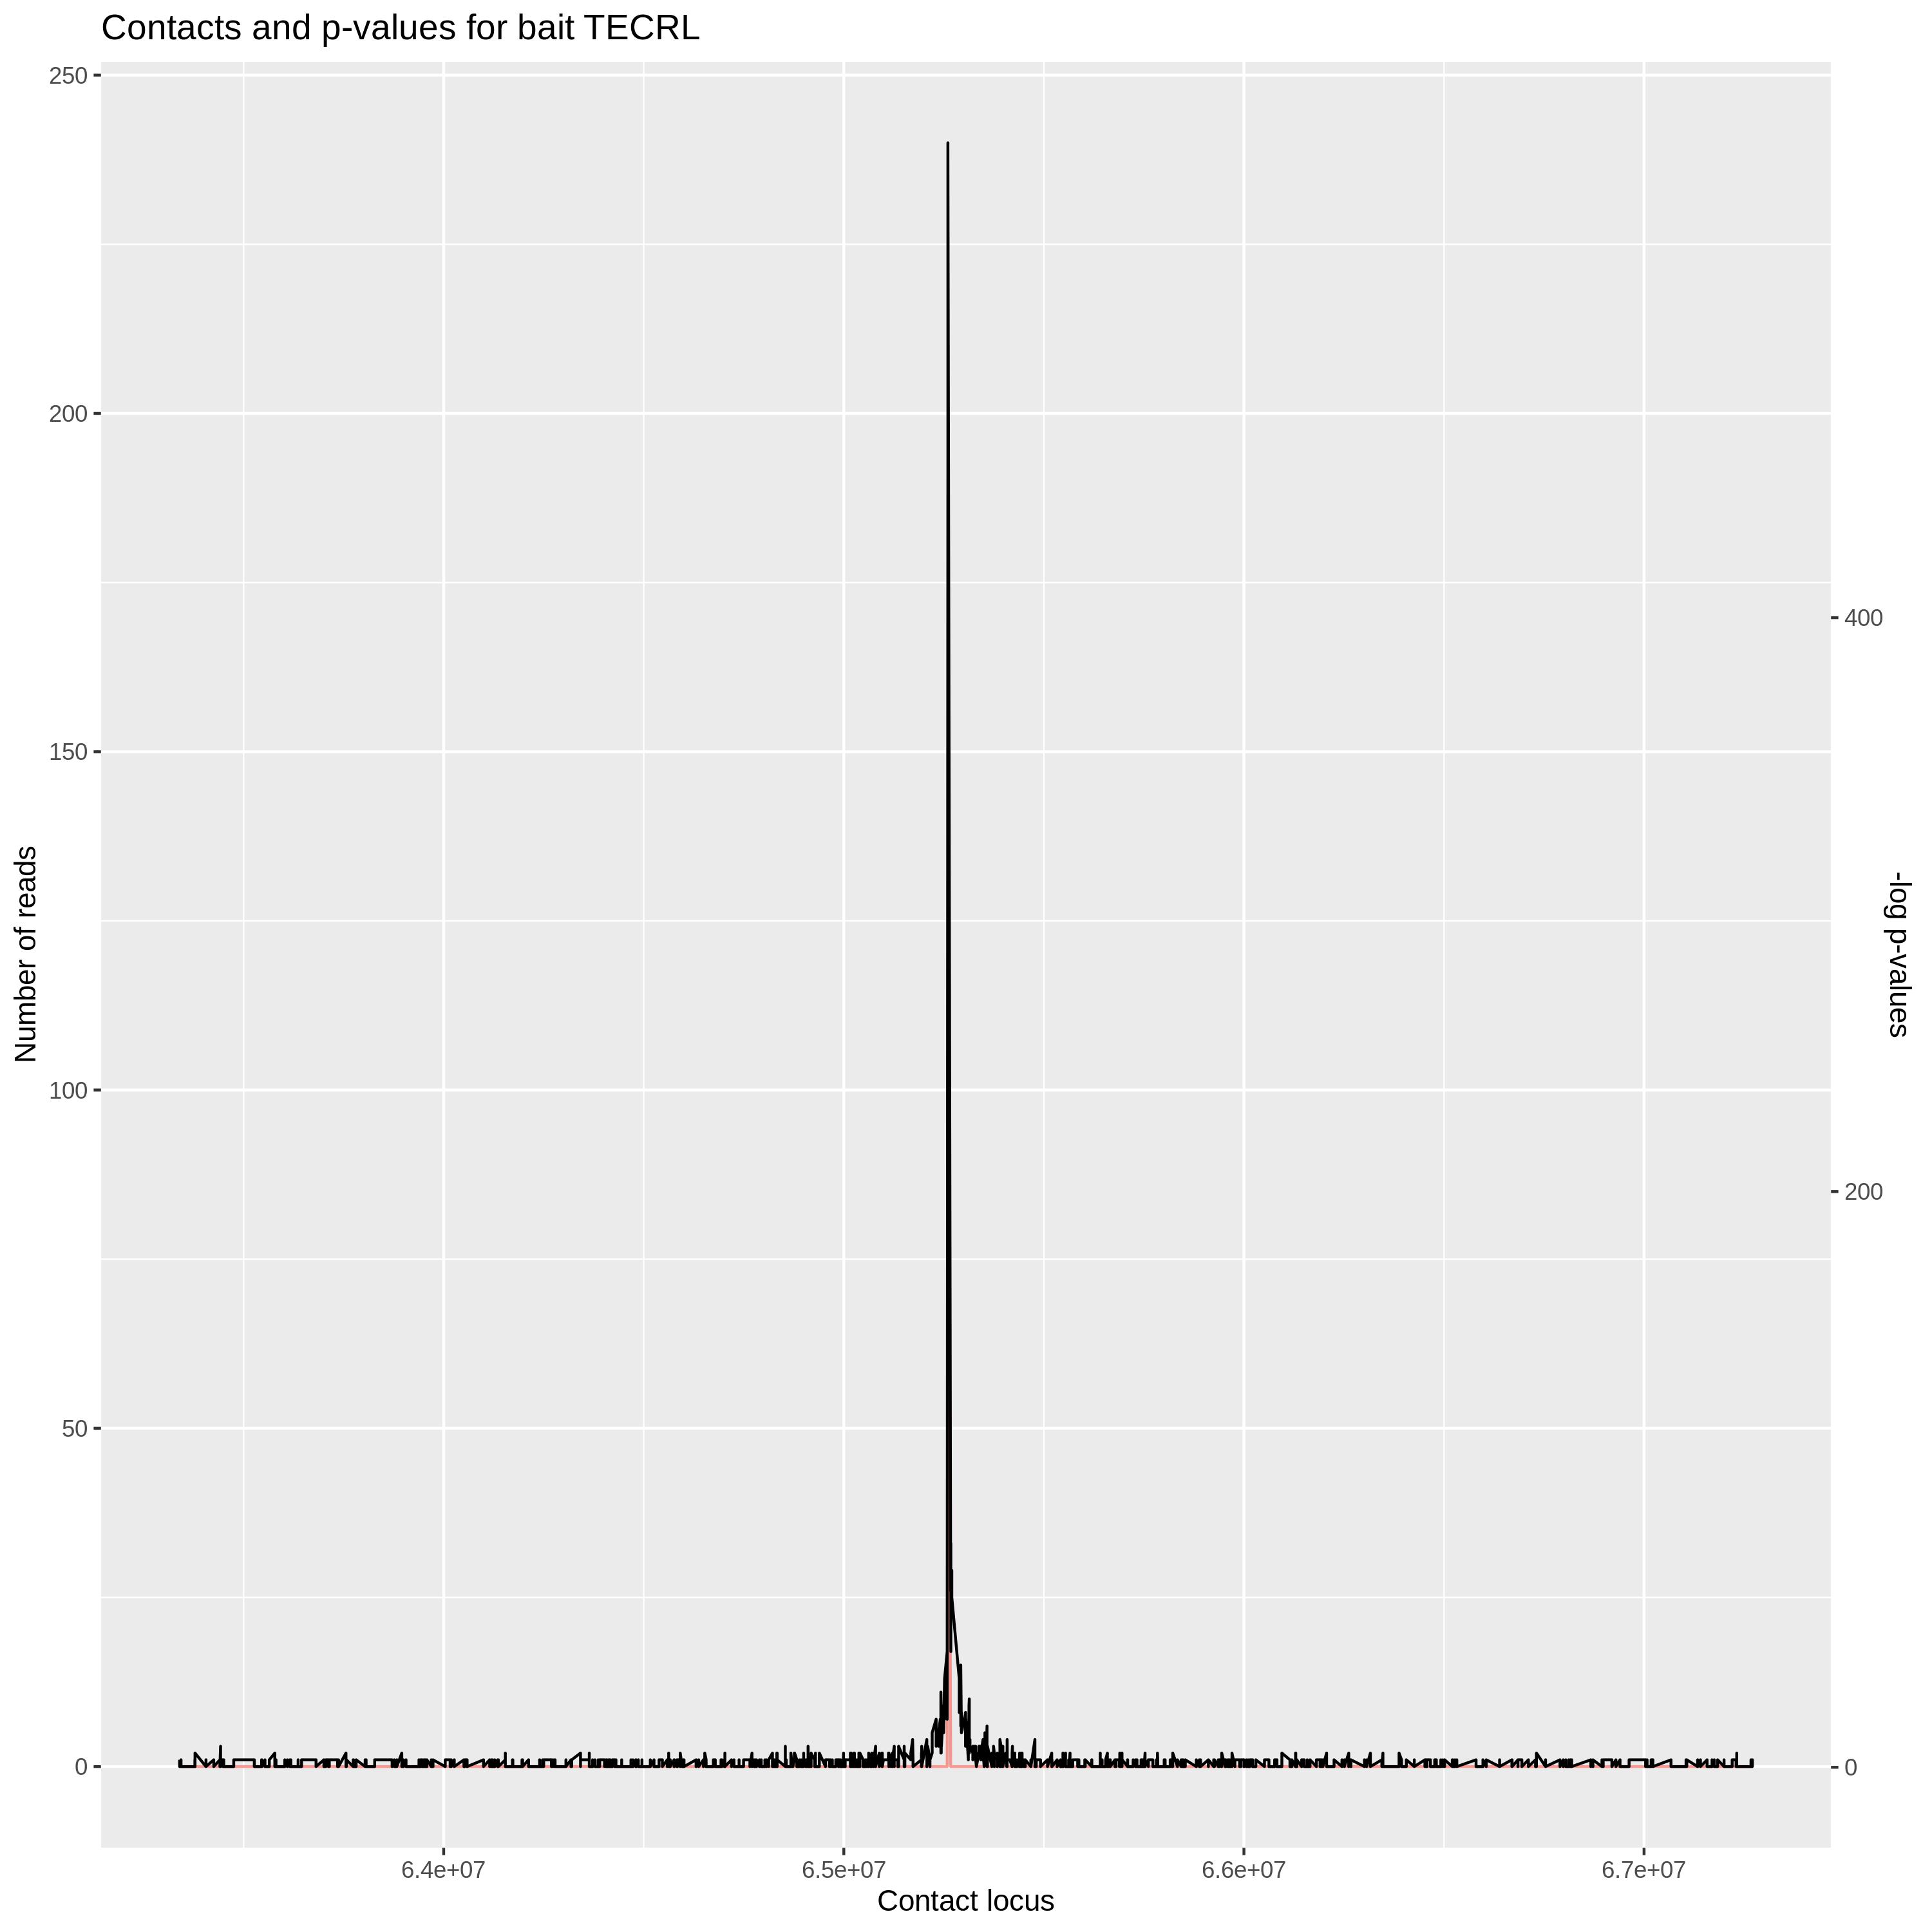 Contacts and p-values for bait TECRL
250
200
150
100
50
0
Number of reads
400
200
0
-log p-values
6.4e+07 6.5e+07 6.6e+07 6.7e+07
Contact locus